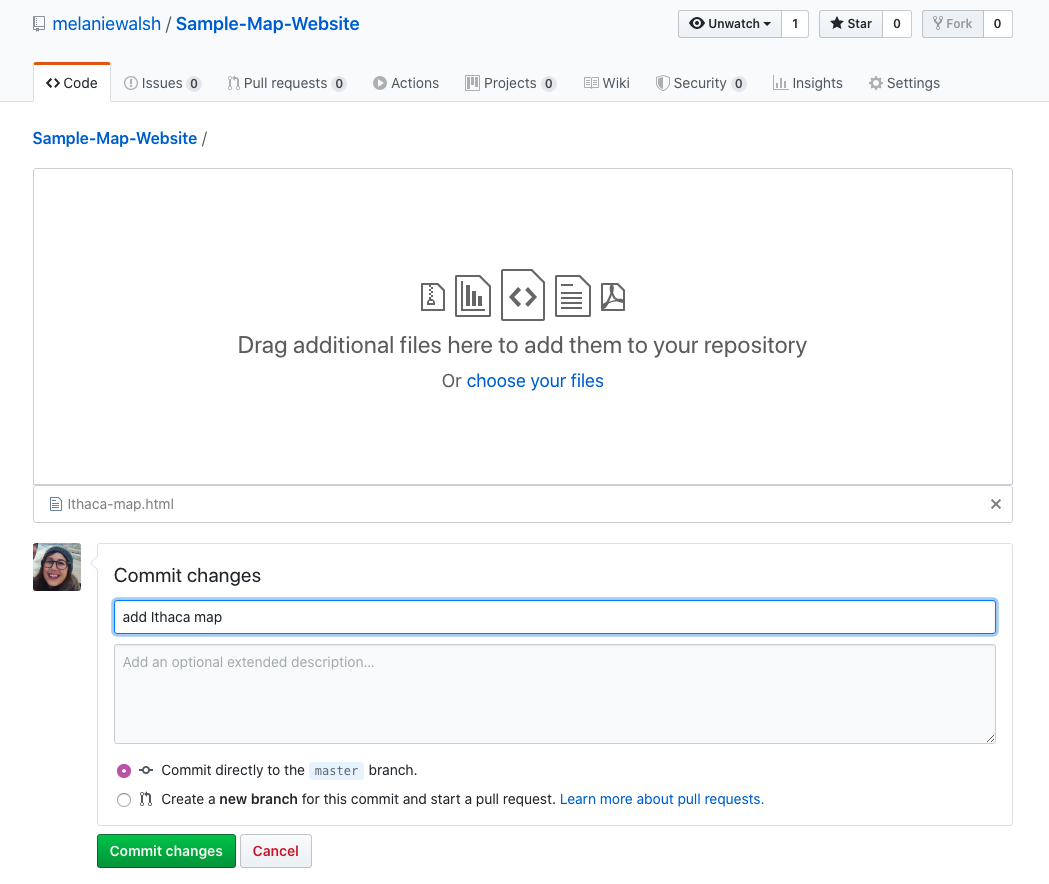 melaniewalsh / Sample-Map-Website
Unwatch 1 Star 0 Fork 0
Code Issues 0 Pull requests 0 Actions Projects 0 Wiki Security 0 Insights Settings
Sample-Map-Website /
Drag additional files here to add them to your repository
Or choose your files
Ithaca-map.html
Commit changes
add Ithaca map
Add an optional extended description...
Commit directly to the master branch.
Create a new branch for this commit and start a pull request. Learn more about pull requests.
Commit changes Cancel